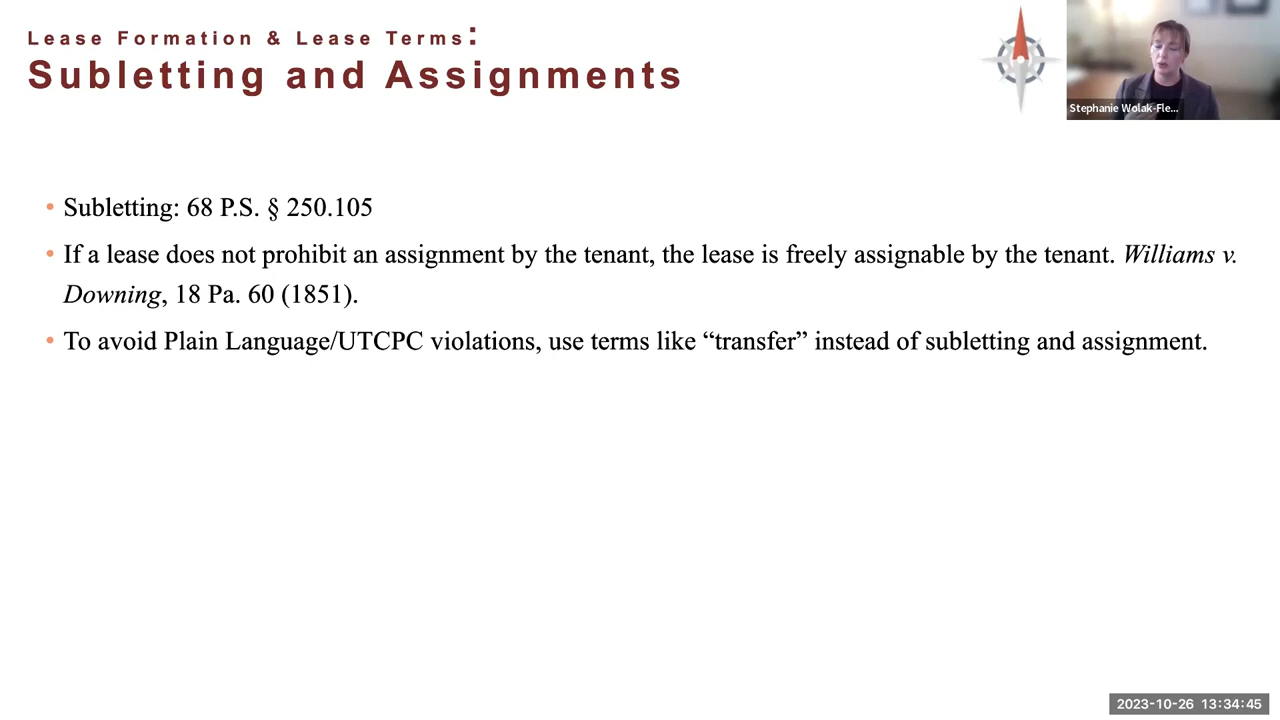 Lease Formation & Lease Terms:
Subletting and Assignments
Stephanie Wolak-Fle...
• Subletting: 68 P.S. § 250.105
• If a lease does not prohibit an assignment by the tenant, the lease is freely assignable by the tenant. Williams v.
Downing, 18 Pa. 60 (1851).
• To avoid Plain Language/UTCPC violations, use terms like “transfer” instead of subletting and assignment.
2023-10-26 13:34:45